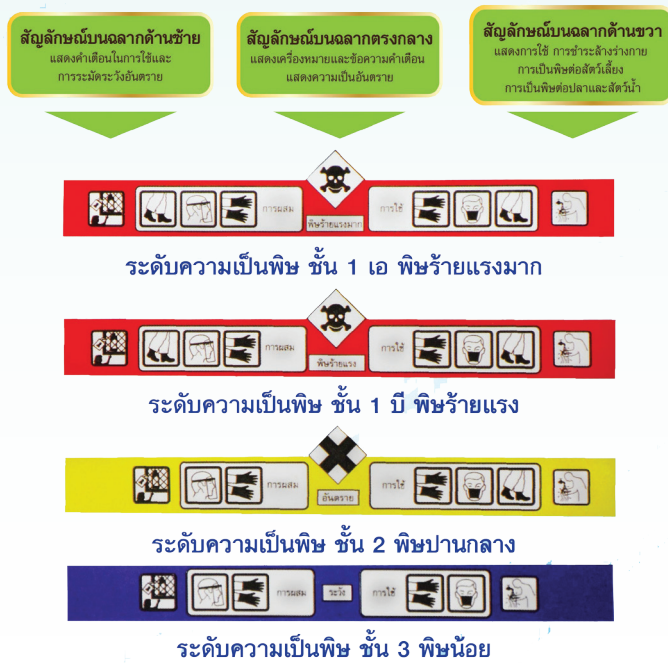 สัญลักษณ์บนฉลากด้านซ้าย
แสดงคำเตือนในการใช้และ
การระมัดระวังอันตราย
สัญลักษณ์บนฉลากตรงกลาง
แสดงเครื่องหมายและข้อความคำเตือน
แสดงความเป็นอันตราย
สัญลักษณ์บนฉลากด้านขวา
แสดงการใช้ การชำระล้างร่างกาย
การเป็นพิษต่อสัตว์เลี้ยง
การเป็นพิษต่อปลาและสัตว์น้ำ
การผสม
พิษร้ายแรงมาก
การใช้
ระดับความเป็นพิษ ชั้น 1 เอ พิษร้ายแรงมาก
การผสม
พิษร้ายแรง
การใช้
ระดับความเป็นพิษ ชั้น 1 บี พิษร้ายแรง
การผสม
อันตราย
การใช้
ระดับความเป็นพิษ ชั้น 2 พิษปานกลาง
การผสม
ระวัง
การใช้
ระดับความเป็นพิษ ชั้น 3 พิษน้อย